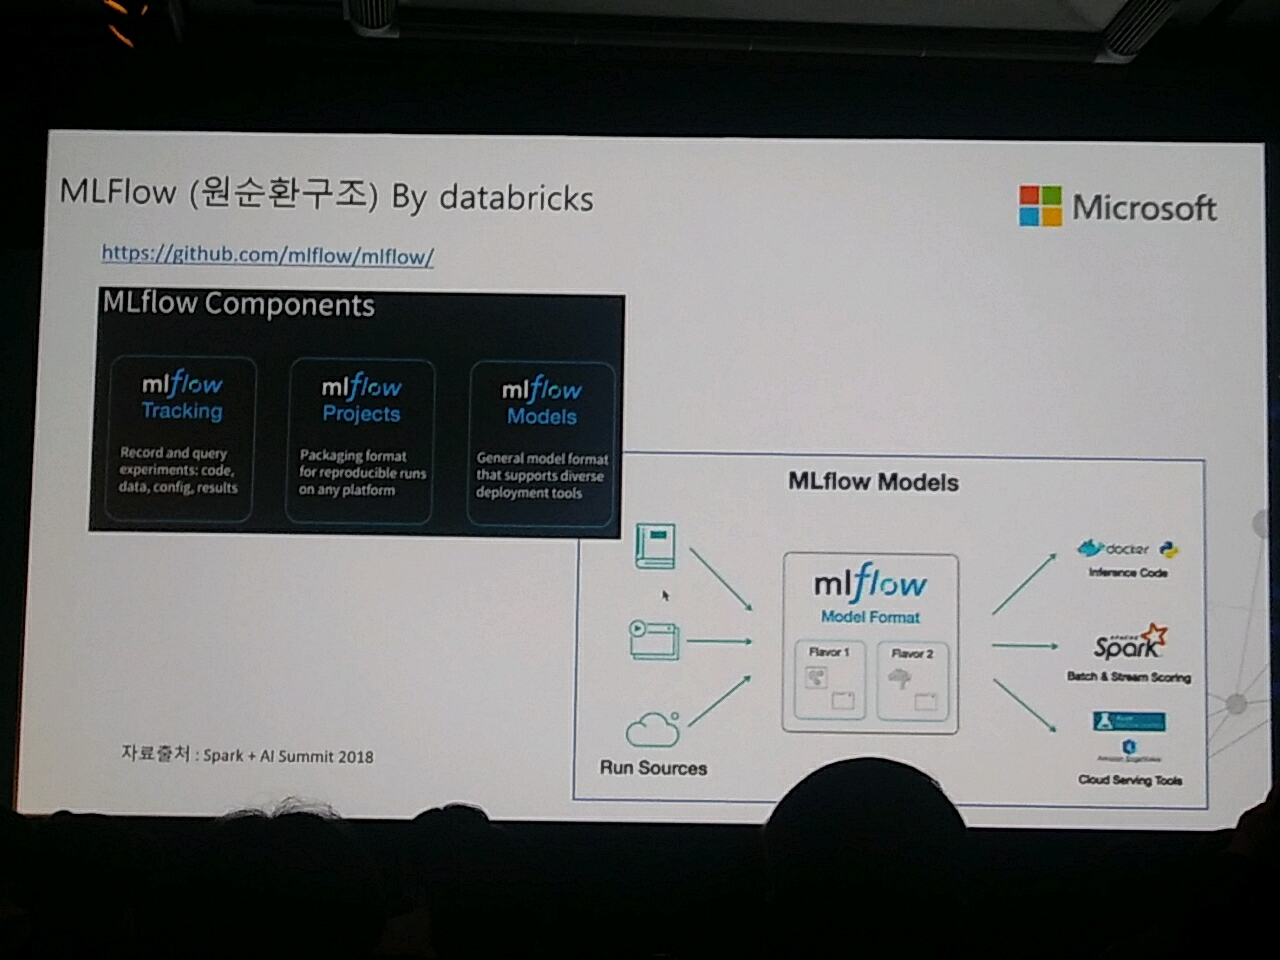 MLFlow (원순환구조) By databricks
Microsoft
https://github.com/mlflow/mlflow/
MLflow Components
mlflow
Tracking
Record and query
experiments: code,
data, config, results
mlflow
Projects
Packaging format
for reproducible runs
on any platform
mlflow
Models
General model format
that supports diverse
deployment tools
MLflow Models
Run Sources
mlflow
Model Format
Flavor 1
Flavor 2
docker
Inference Code
APACHE
Spark
Batch & Stream Scoring
Amazon SageMaker
Cloud Serving Tools
자료출처 : Spark + AI Summit 2018